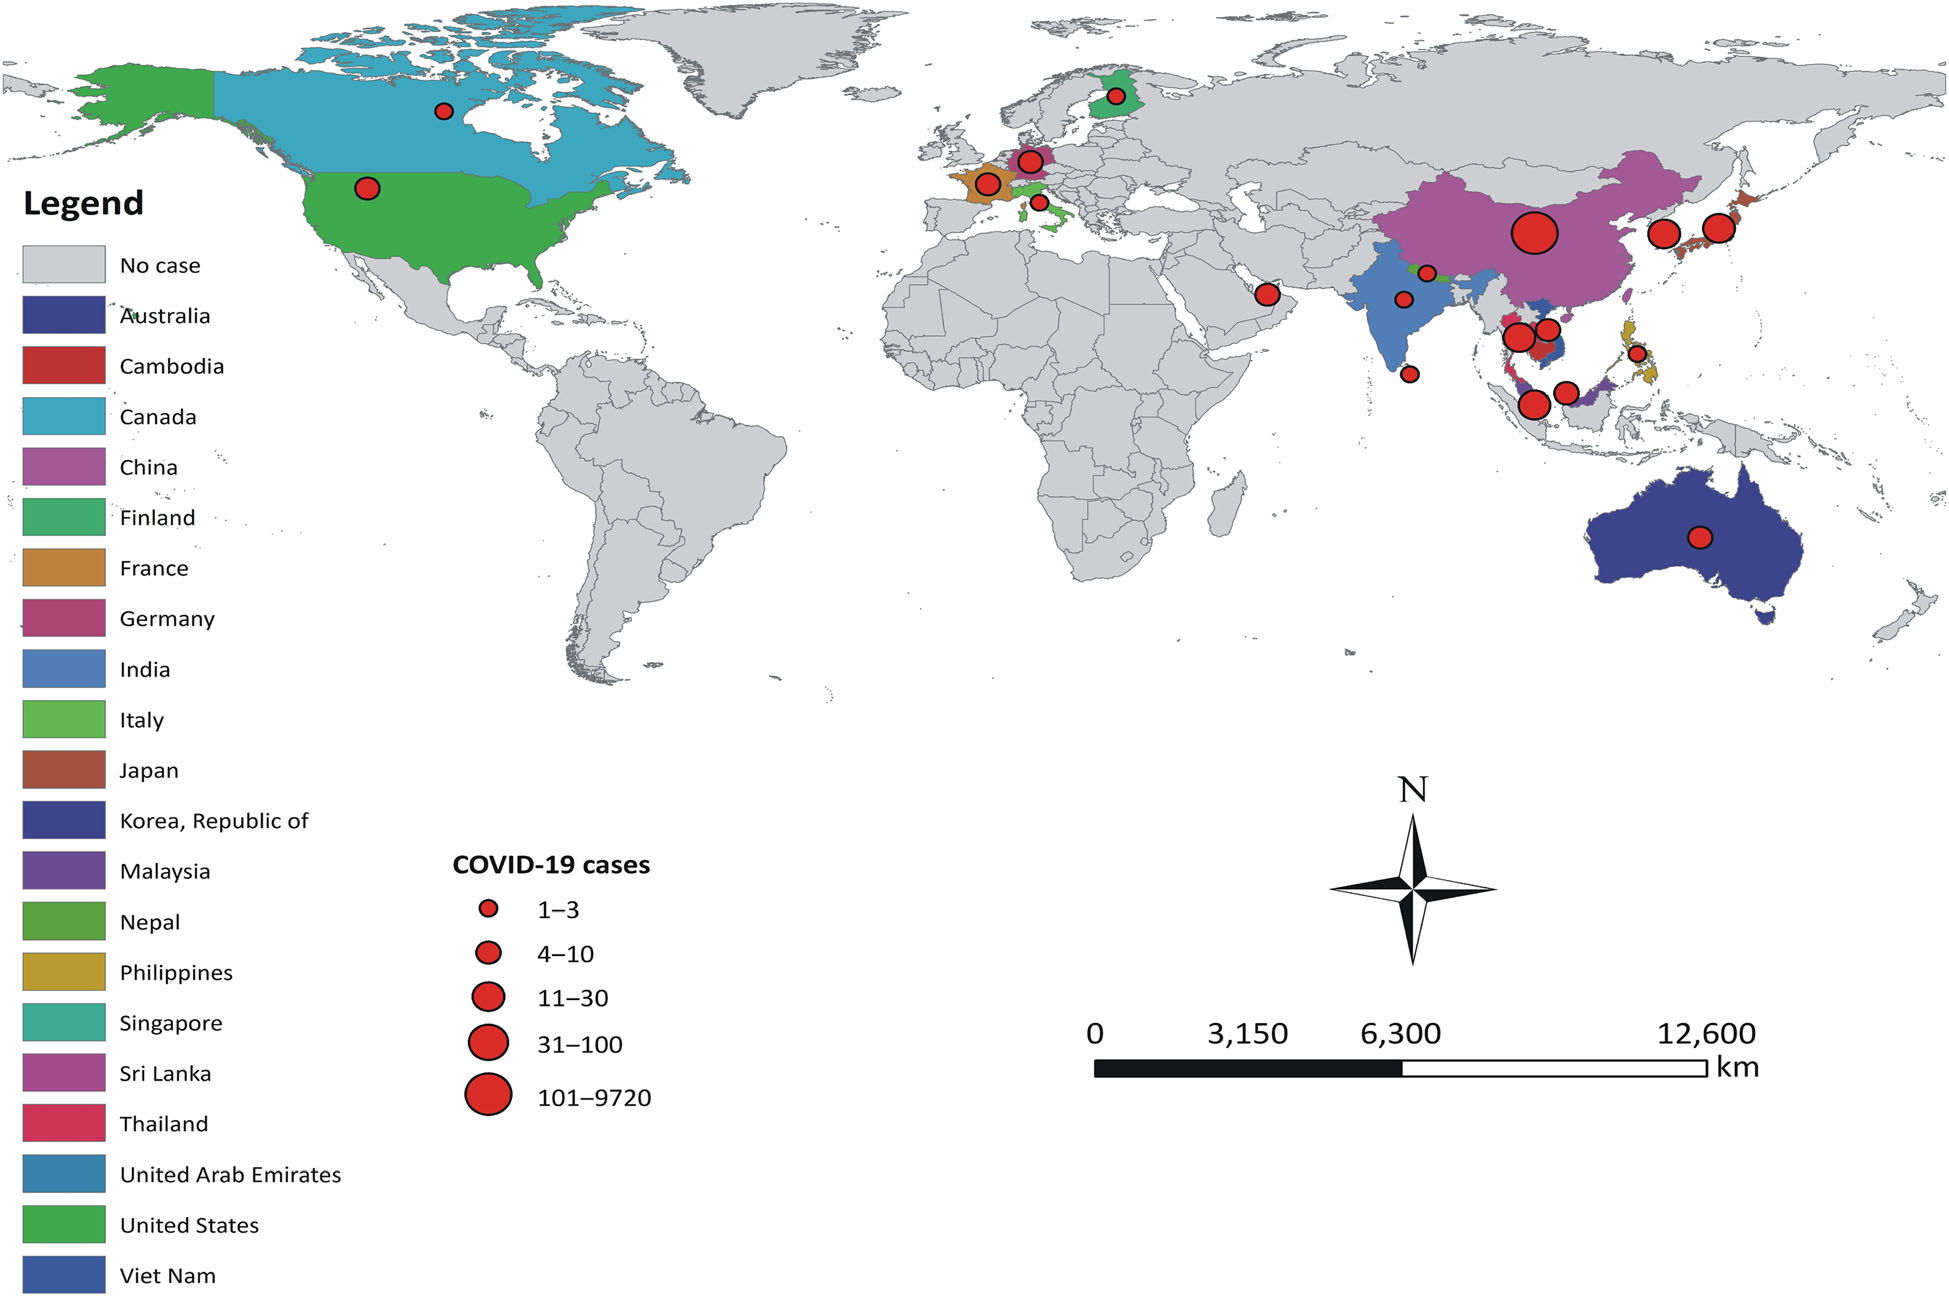 Legend
No case
Australia
Cambodia
Canada
China
Finland
France
Germany
India
Italy
Japan
Korea, Republic of
Malaysia
Nepal
Philippines
Singapore
Sri Lanka
Thailand
United Arab Emirates
United States
Viet Nam
COVID-19 cases
1–3
4–10
11–30
31–100
101–9720
N
0 3,150 6,300 12,600
km